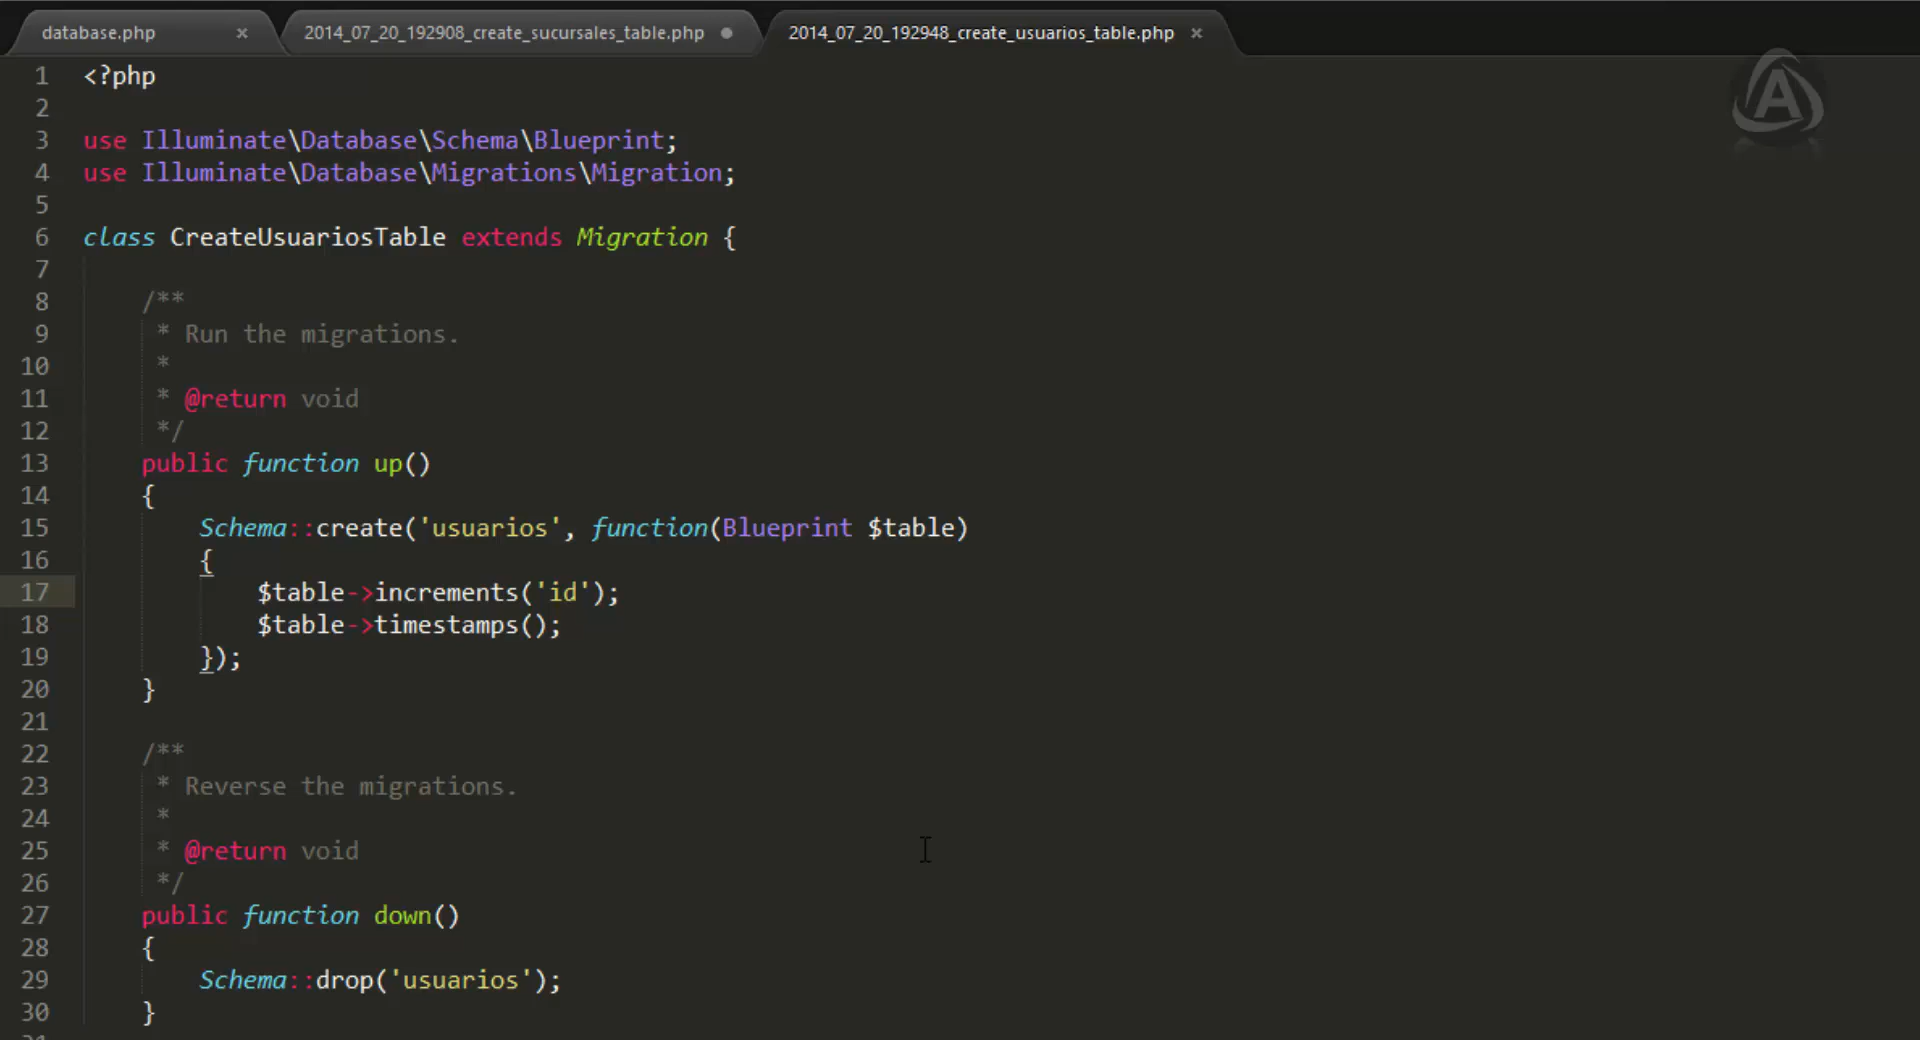 database.php × 2014_07_20_192908_create_sucursales_table.php 2014_07_20_192948_create_usuarios_table.php ×
A
1 <?php
2
3 use Illuminate\Database\Schema\Blueprint;
4 use Illuminate\Database\Migrations\Migration;
5
6 class CreateUsuariosTable extends Migration {
7
8 /**
9 * Run the migrations.
10 *
11 * @return void
12 */
13 public function up()
14 {
15 Schema::create('usuarios', function(Blueprint $table)
16 {
17 $table->increments('id');
18 $table->timestamps();
19 });
20 }
21
22 /**
23 * Reverse the migrations.
24 *
25 * @return void
26 */
27 public function down()
28 {
29 Schema::drop('usuarios');
30 }
31